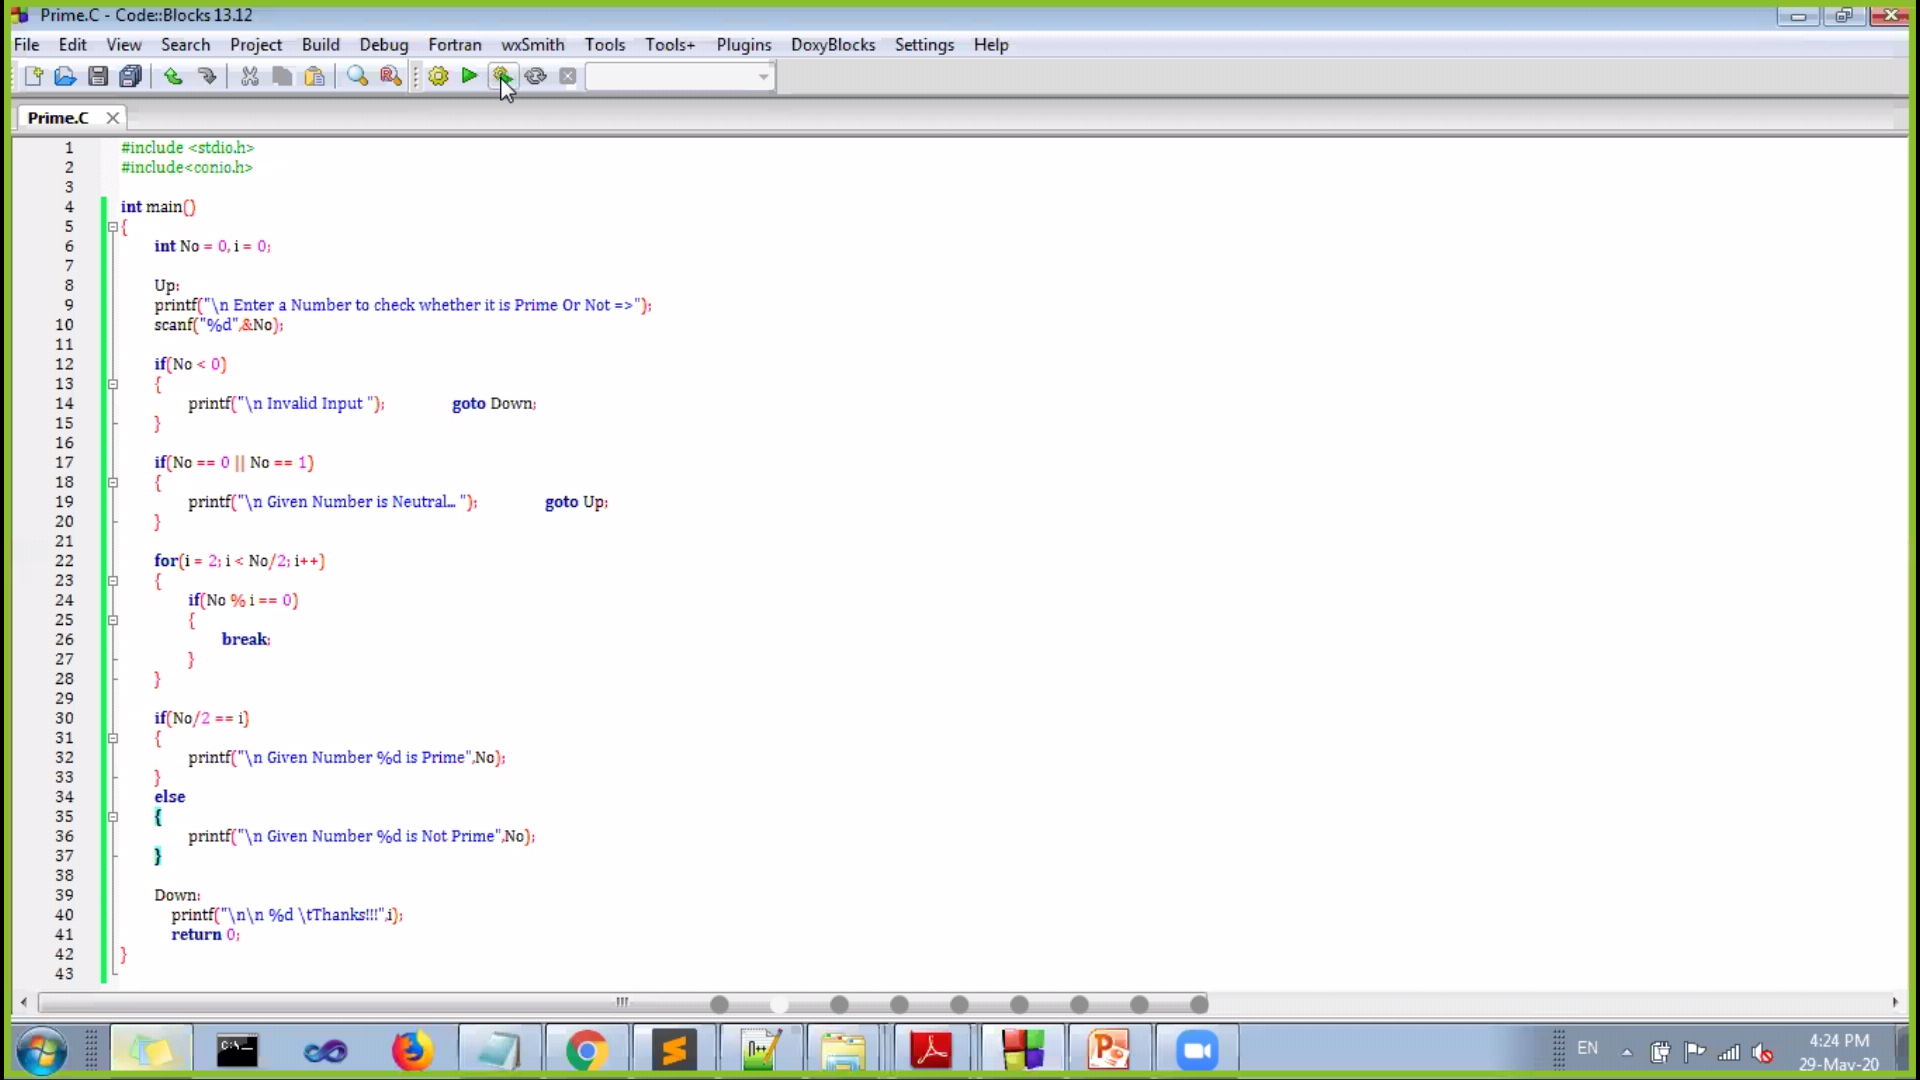 Prime.C - Code::Blocks 13.12
File Edit View Search Project Build Debug Fortran wxSmith Tools Tools+ Plugins DoxyBlocks Settings Help
Prime.C
1 #include <stdio.h>
2 #include<conio.h>
3
4 int main()
5 {
6 int No = 0, i = 0;
7
8 Up:
9 printf("\n Enter a Number to check whether it is Prime Or Not =>");
10 scanf("%d",&No);
11
12 if(No < 0)
13 {
14 printf("\n Invalid Input "); goto Down;
15 }
16
17 if(No == 0 || No == 1)
18 {
19 printf("\n Given Number is Neutral... "); goto Up;
20 }
21
22 for(i = 2; i < No/2; i++)
23 {
24 if(No % i == 0)
25 {
26 break;
27 }
28 }
29
30 if(No/2 == i)
31 {
32 printf("\n Given Number %d is Prime",No);
33 }
34 else
35 {
36 printf("\n Given Number %d is Not Prime",No);
37 }
38
39 Down:
40 printf("\n\n %d \tThanks!!!",i);
41 return 0;
42 }
43
C:\.
EN
4:24 PM
29-May-20